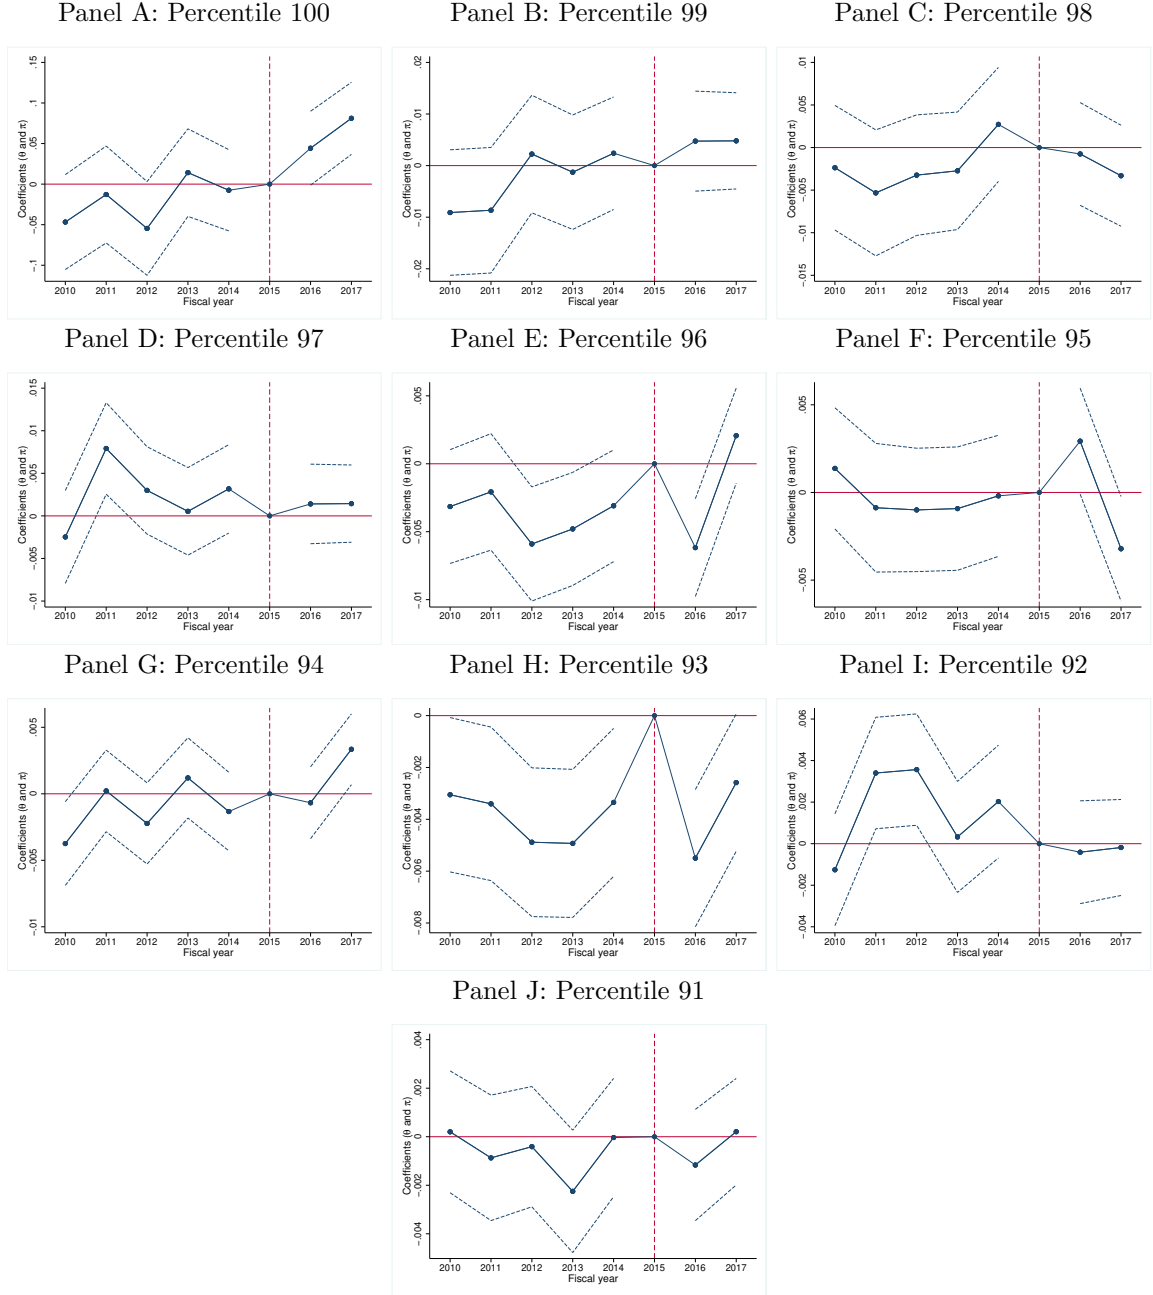 Panel A: Percentile 100
Panel B: Percentile 99
Panel C: Percentile 98
Coefficients (θ and π)
.15
.1
.05
0
-.05
-.1
2010 2011 2012 2013 2014 2015 2016 2017
Fiscal year
Coefficients (θ and π)
.02
.01
0
-.01
-.02
2010 2011 2012 2013 2014 2015 2016 2017
Fiscal year
Coefficients (θ and π)
.01
.005
0
-.005
-.01
-.015
2010 2011 2012 2013 2014 2015 2016 2017
Fiscal year
Panel D: Percentile 97
Panel E: Percentile 96
Panel F: Percentile 95
Coefficients (θ and π)
.015
.01
.005
0
-.005
-.01
2010 2011 2012 2013 2014 2015 2016 2017
Fiscal year
Coefficients (θ and π)
.005
0
-.005
-.01
2010 2011 2012 2013 2014 2015 2016 2017
Fiscal year
Coefficients (θ and π)
.005
0
-.005
2010 2011 2012 2013 2014 2015 2016 2017
Fiscal year
Panel G: Percentile 94
Panel H: Percentile 93
Panel I: Percentile 92
Coefficients (θ and π)
.005
0
-.005
-.01
2010 2011 2012 2013 2014 2015 2016 2017
Fiscal year
Coefficients (θ and π)
0
-.002
-.004
-.006
-.008
2010 2011 2012 2013 2014 2015 2016 2017
Fiscal year
Coefficients (θ and π)
.006
.004
.002
0
-.002
-.004
2010 2011 2012 2013 2014 2015 2016 2017
Fiscal year
Panel J: Percentile 91
Coefficients (θ and π)
.004
.002
0
-.002
-.004
2010 2011 2012 2013 2014 2015 2016 2017
Fiscal year